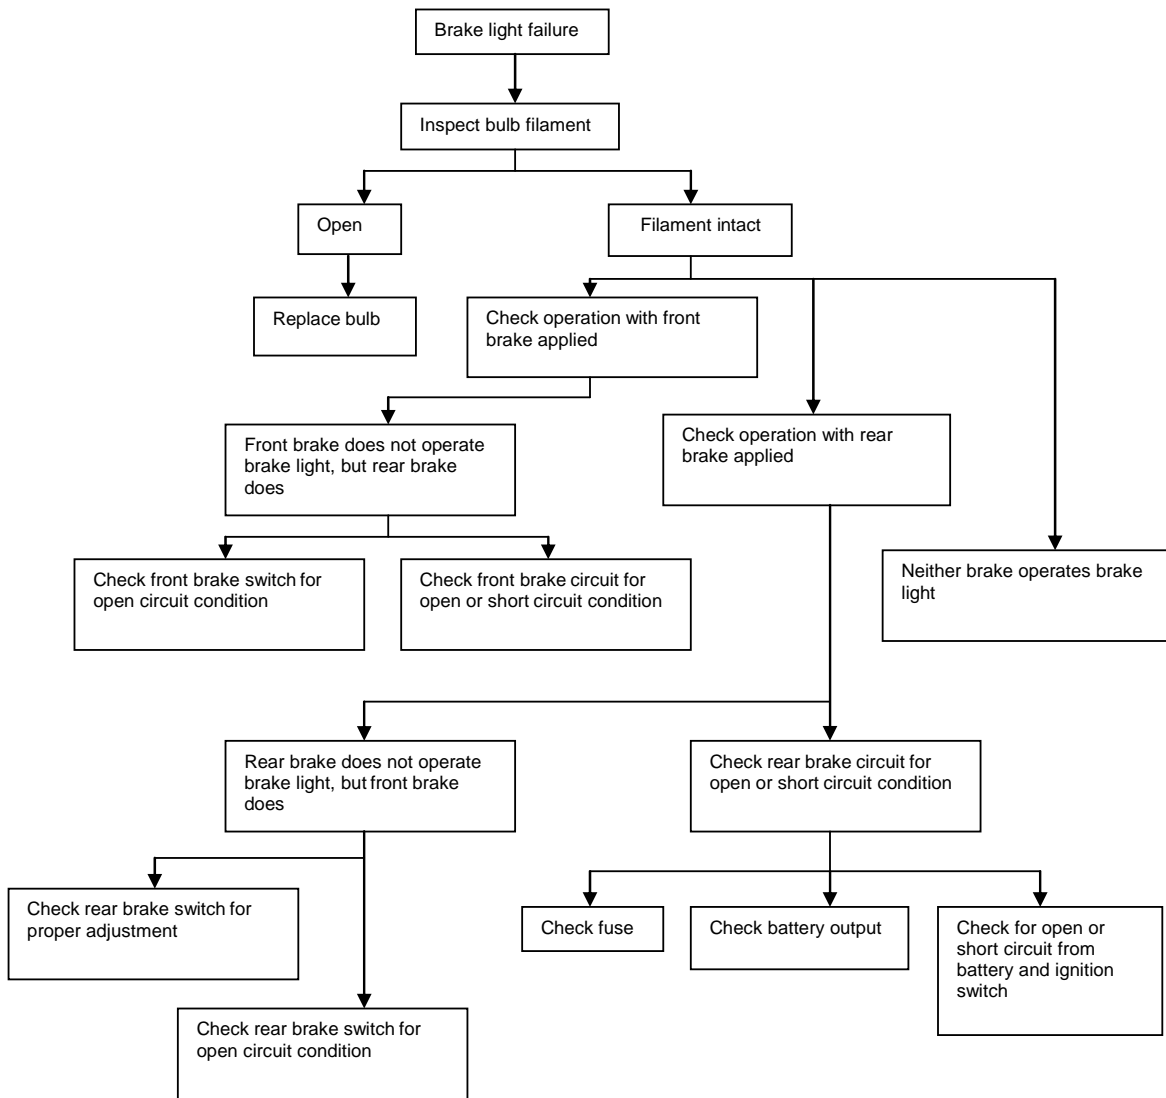 Brake light failure
Inspect bulb filament
Open
Filament intact
Replace bulb
Check operation with front
brake applied
Front brake does not operate
brake light, but rear brake
does
Check operation with rear
brake applied
Check front brake switch for
open circuit condition
Check front brake circuit for
open or short circuit condition
Neither brake operates brake
light
Rear brake does not operate
brake light, but front brake
does
Check rear brake circuit for
open or short circuit condition
Check rear brake switch for
proper adjustment
Check fuse
Check battery output
Check for open or
short circuit from
battery and ignition
switch
Check rear brake switch for
open circuit condition